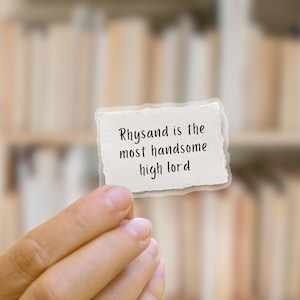 Rhysand is the
most handsome
high lord